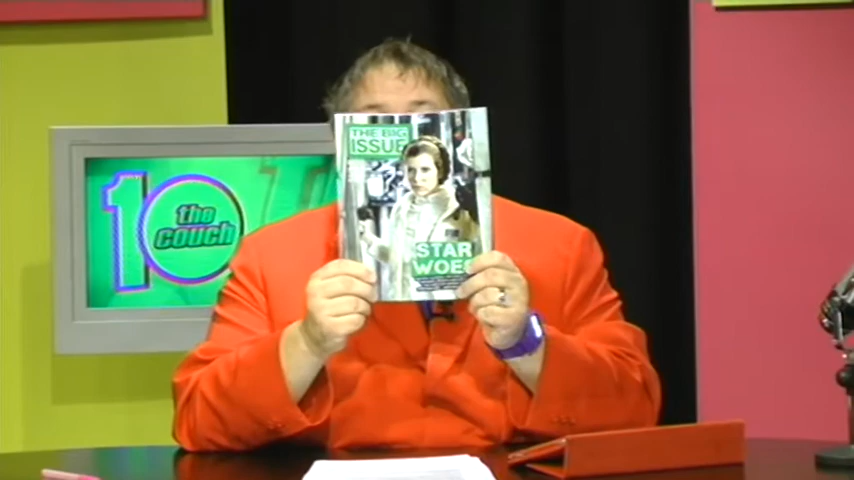 10
the
couch
THE BIG
ISSUE
STAR
WOES